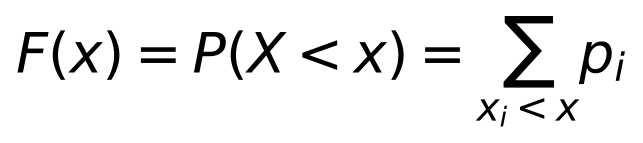 F(x) = P(X < x) = ∑_{x_i < x} p_i